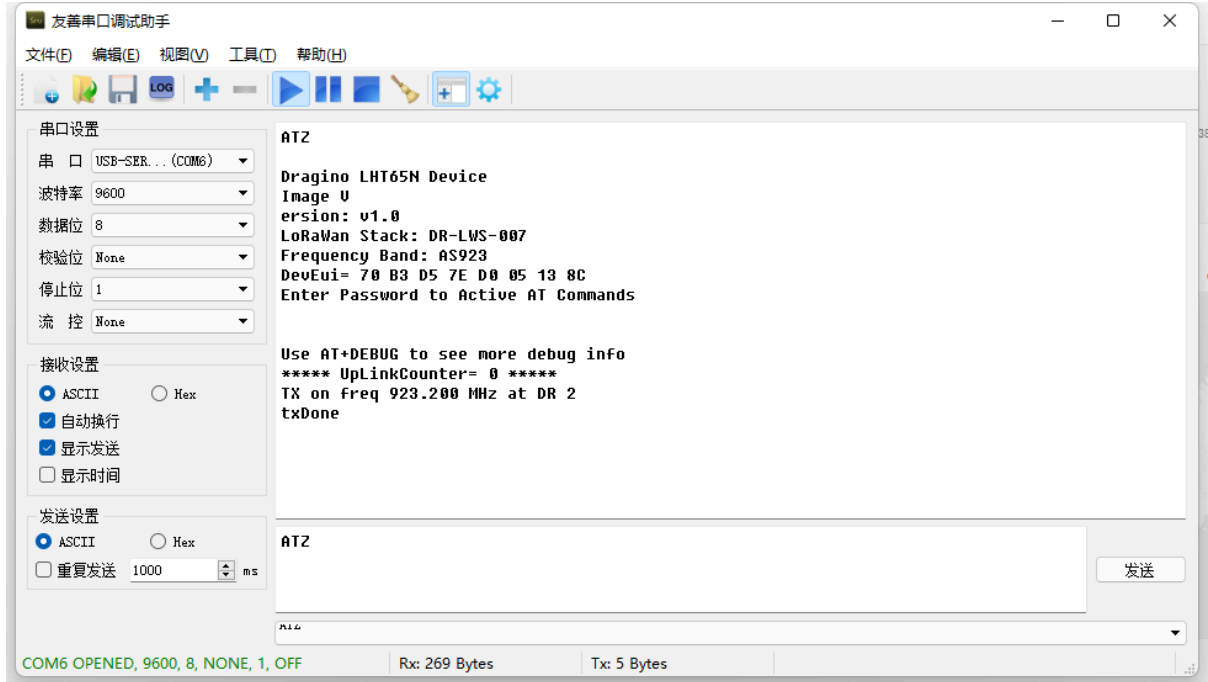 友善串口调试助手
文件(F) 编辑(E) 视图(V) 工具(T) 帮助(H)
LOG
串口设置
串 口 USB-SER...(COM6)
波特率 9600
数据位 8
校验位 None
停止位 1
流 控 None
接收设置
ASCII Hex
自动换行
显示发送
显示时间
发送设置
ASCII Hex
重复发送 1000 ms
ATZ
Dragino LHT65N Device
Image V
ersion: v1.0
LoRaWan Stack: DR-LWS-007
Frequency Band: AS923
DevEui= 70 B3 D5 7E D0 05 13 8C
Enter Password to Active AT Commands
Use AT+DEBUG to see more debug info
***** UpLinkCounter= 0 *****
TX on freq 923.200 MHz at DR 2
txDone
ATZ
发送
ATZ
COM6 OPENED, 9600, 8, NONE, 1, OFF Rx: 269 Bytes Tx: 5 Bytes